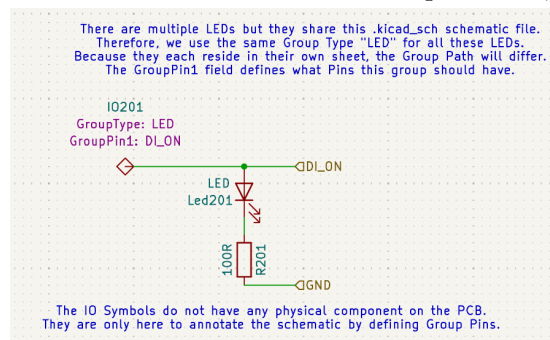 There are multiple LEDs but they share this .kicad_sch schematic file.
Therefore, we use the same Group Type "LED" for all these LEDs.
Because they each reside in their own sheet, the Group Path will differ.
The GroupPin1 field defines what Pins this group should have.
IO201
GroupType: LED
GroupPin1: DI_ON
DI_ON
LED
Led201
100R
R201
GND
The IO Symbols do not have any physical component on the PCB.
They are only here to annotate the schematic by defining Group Pins.